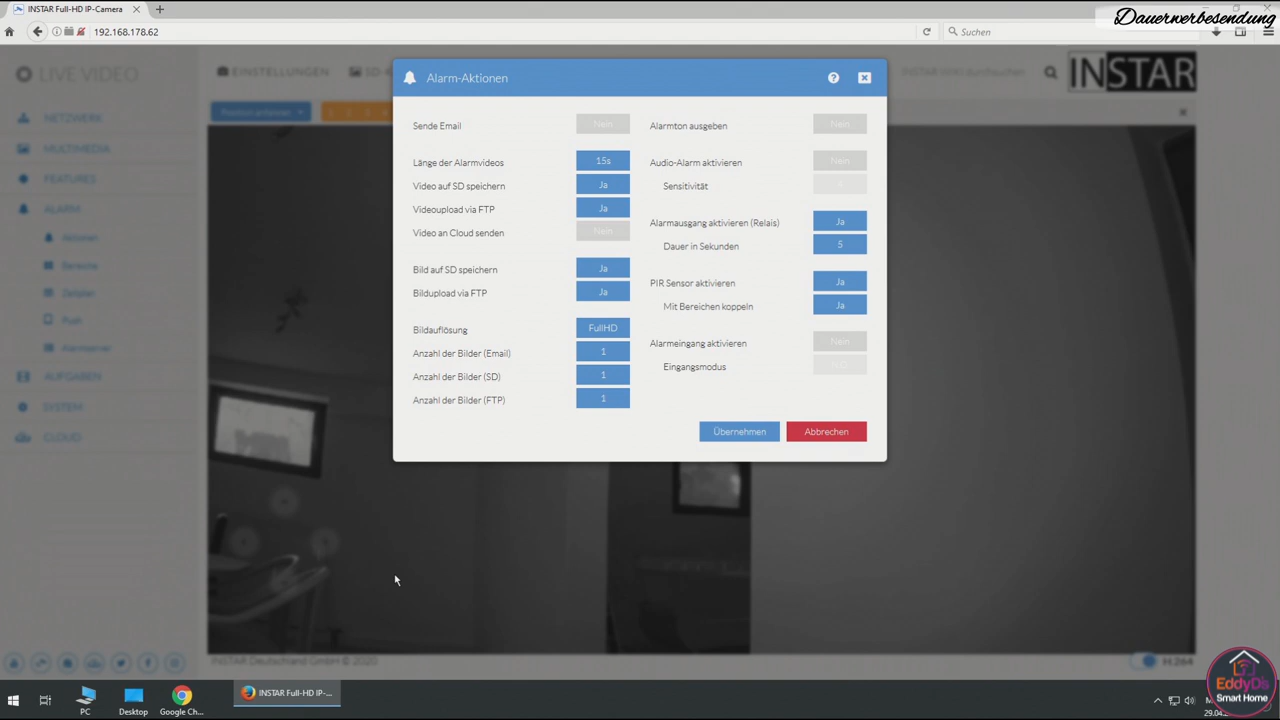 INSTAR Full-HD IP-Camera
Dauerwerbesendung
192.168.178.62
Suchen
LIVE VIDEO
EINSTELLUNGEN
INSTAR Wiki durchsuchen
INSTAR
Position anfahren
NETZWERK
MULTIMEDIA
FEATURES
ALARM
Aktionen
Bereiche
Zeitplan
Push
Alarmserver
AUFGABEN
SYSTEM
CLOUD
Alarm-Aktionen
Sende Email Nein
Länge der Alarmvideos 15s
Video auf SD speichern Ja
Videoupload via FTP Ja
Video an Cloud senden Nein
Bild auf SD speichern Ja
Bildupload via FTP Ja
Bildauflösung FullHD
Anzahl der Bilder (Email) 1
Anzahl der Bilder (SD) 1
Anzahl der Bilder (FTP) 1
Alarmton ausgeben Nein
Audio-Alarm aktivieren Nein
Sensitivität
Alarmausgang aktivieren (Relais) Ja
Dauer in Sekunden 5
PIR Sensor aktivieren Ja
Mit Bereichen koppeln Ja
Alarmeingang aktivieren Nein
Eingangsmodus N.O
Übernehmen Abbrechen
INSTAR Deutschland GmbH © 2020
H.264
PC
Desktop
Google Ch...
INSTAR Full-HD IP-...
EddyD's
Smart Home